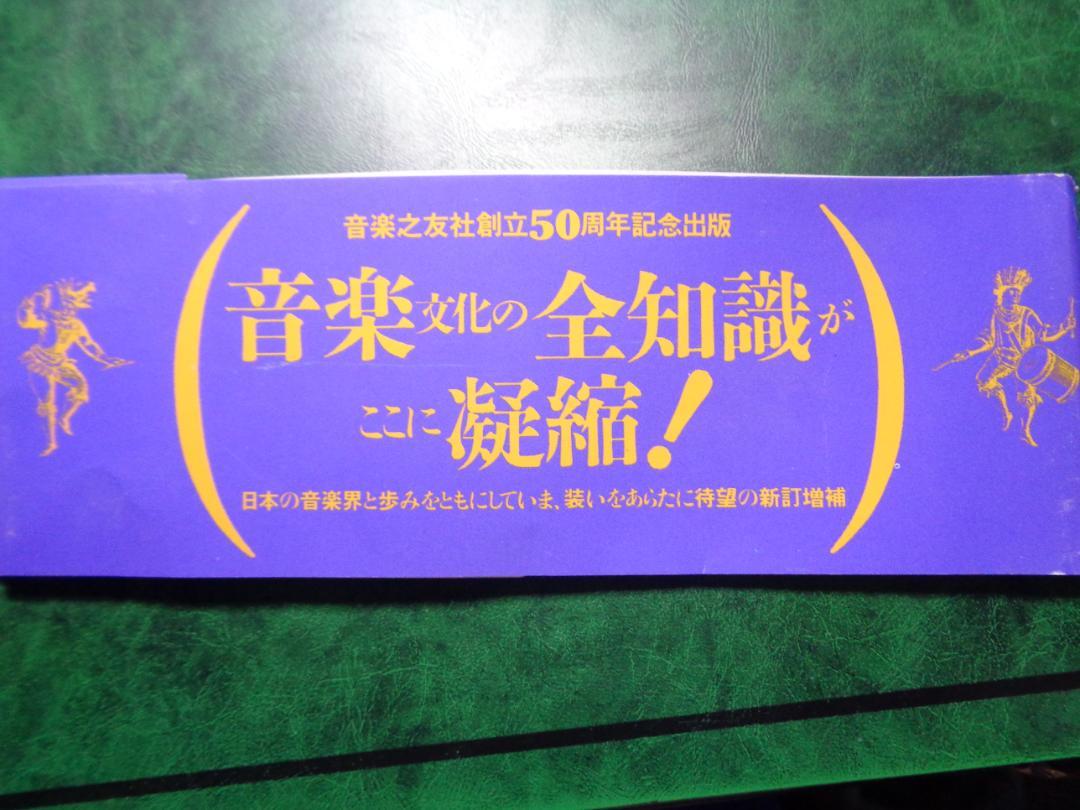 音楽之友社創立50周年記念出版
音楽文化の全知識が
ここに凝縮!
日本の音楽界と歩みをともにしていま、装いをあらたに待望の新訂増補